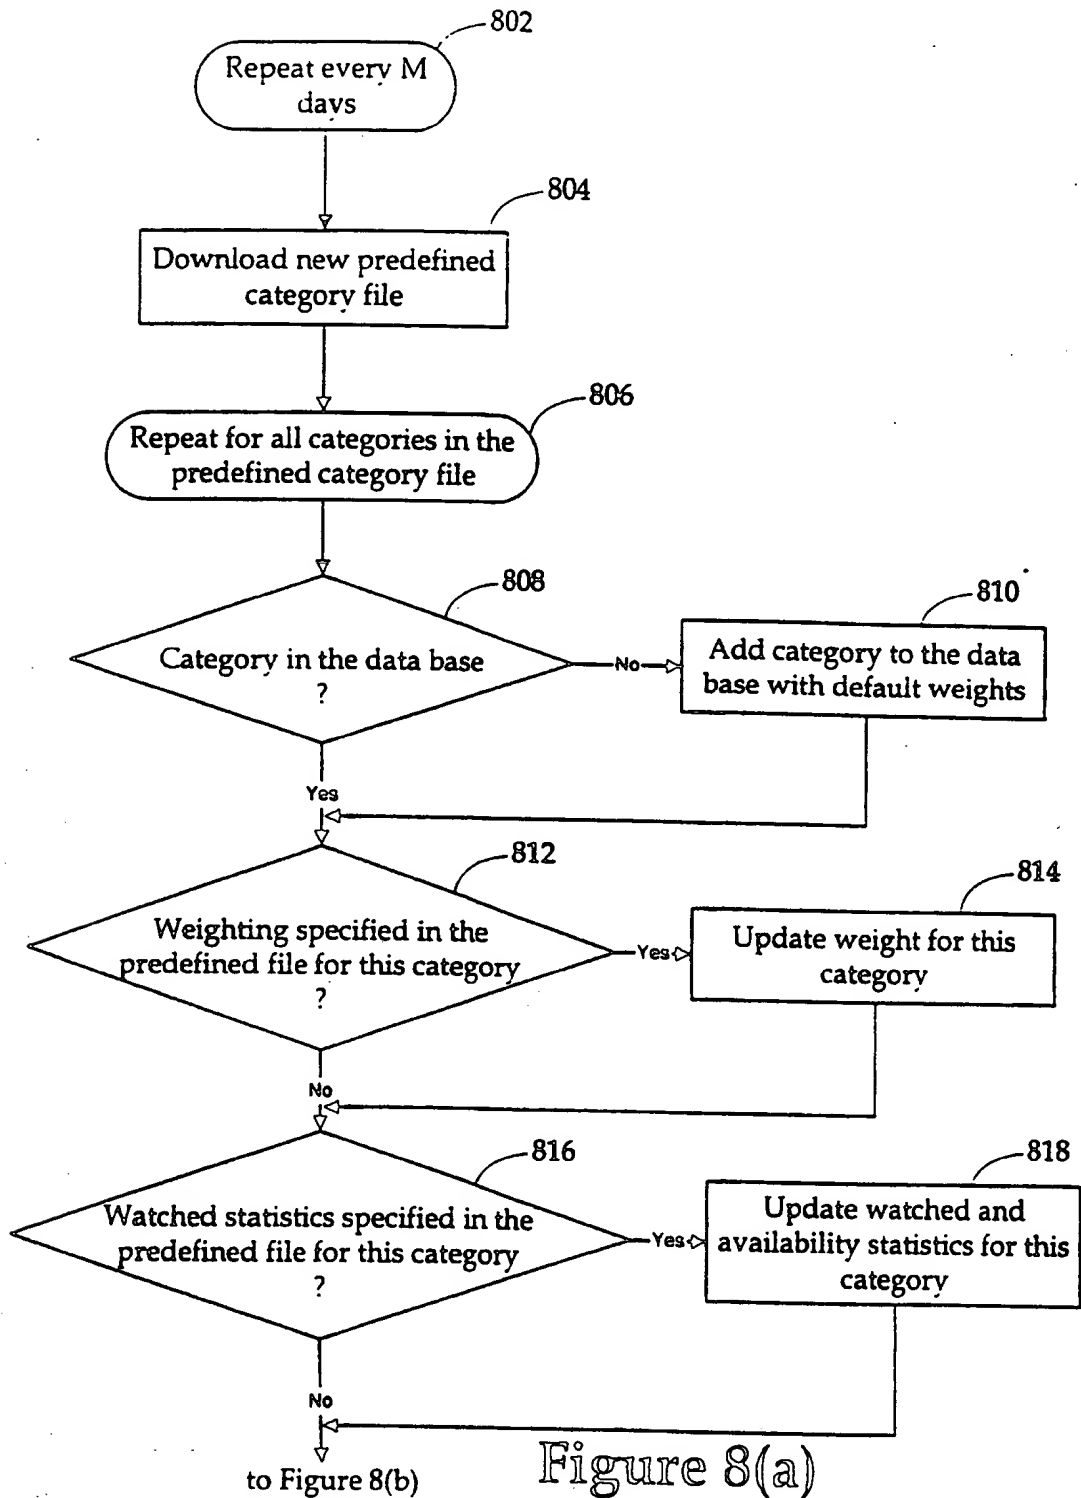 802
Repeat every M
days
804
Download new predefined
category file
806
Repeat for all categories in the
predefined category file
808
Category in the data base
?
No
810
Add category to the data
base with default weights
Yes
812
Weighting specified in the
predefined file for this category
?
Yes
814
Update weight for this
category
No
816
Watched statistics specified in the
predefined file for this category
?
Yes
818
Update watched and
availability statistics for this
category
No
to Figure 8(b)
Figure 8(a)